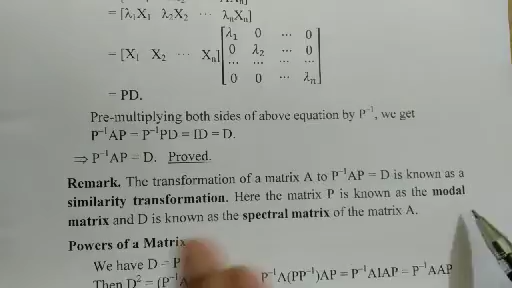 = [λ₁X₁ λ₂X₂ ⋯ λₙXₙ]
= [X₁ X₂ ⋯ Xₙ] [λ₁ 0 ⋯ 0
0 λ₂ ⋯ 0
⋯ ⋯ ⋯ ⋯
0 0 ⋯ λₙ]
= PD.
Pre-multiplying both sides of above equation by P⁻¹, we get
P⁻¹AP = P⁻¹PD = ID = D.
⇒ P⁻¹AP = D. Proved.
Remark. The transformation of a matrix A to P⁻¹AP = D is known as a
similarity transformation. Here the matrix P is known as the modal
matrix and D is known as the spectral matrix of the matrix A.
Powers of a Matrix
We have D = P
Then D² = (P⁻¹A P⁻¹A(PP⁻¹)AP = P⁻¹AIAP = P⁻¹AAP